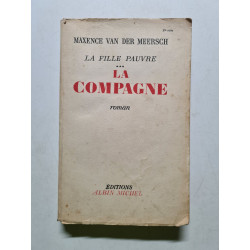 MAXENCE VAN DER MEERSCH
LA FILLE PAUVRE
***
LA
COMPAGNE
roman
EDITIONS
ALBIN MICHEL